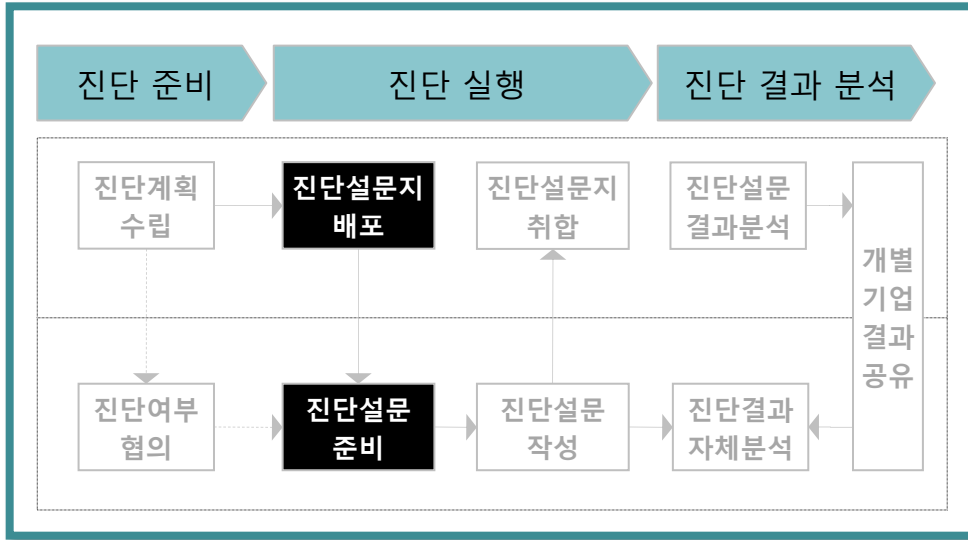 진단 준비
진단 실행
진단 결과 분석
진단계획
수립
진단설문지
배포
진단설문지
취합
진단설문
결과분석
개별
기업
결과
공유
진단여부
협의
진단설문
준비
진단설문
작성
진단결과
자체분석